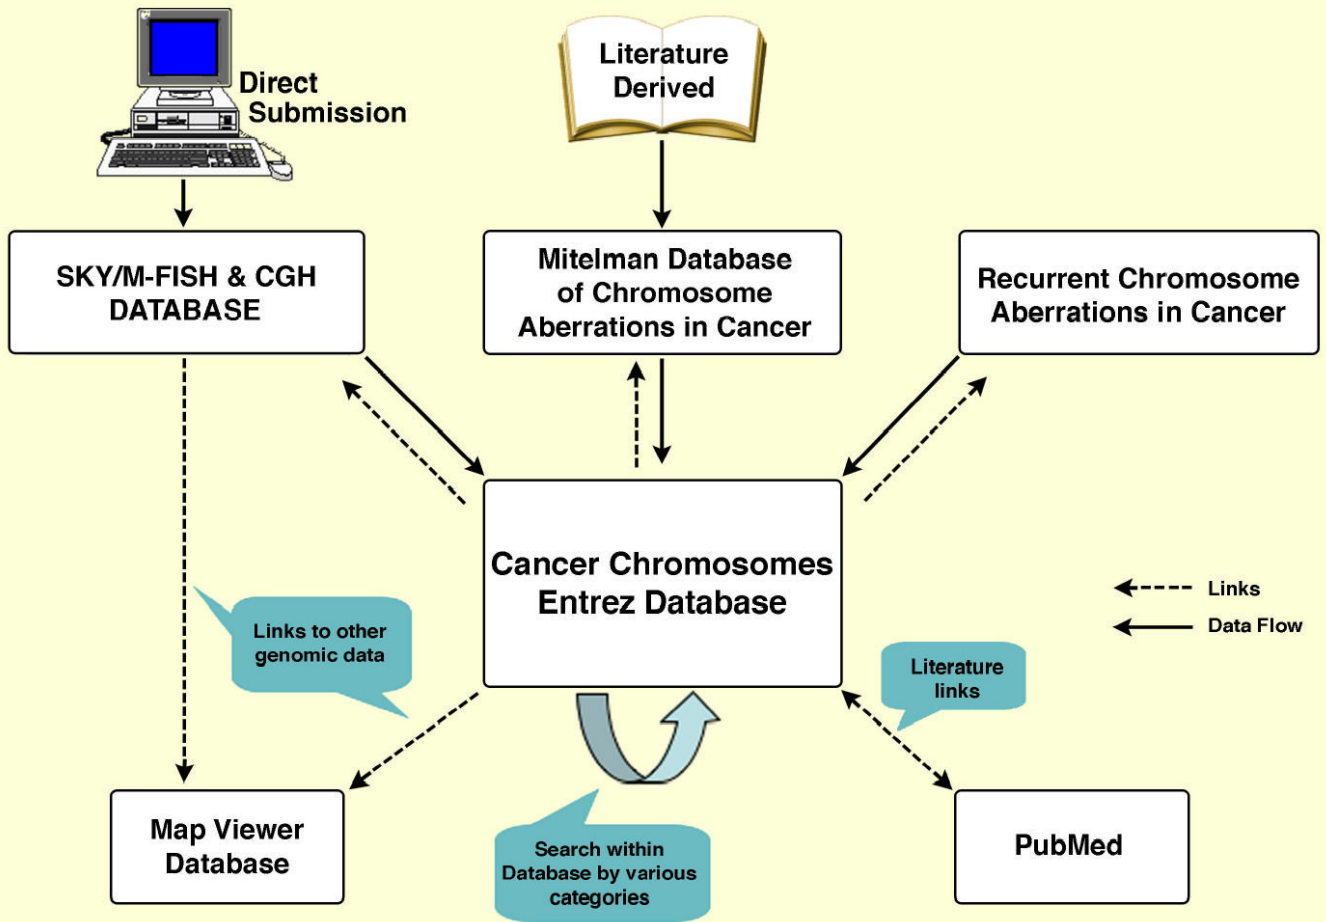 Direct
Submission
Literature
Derived
SKY/M-FISH & CGH
DATABASE
Mitelman Database
of Chromosome
Aberrations in Cancer
Recurrent Chromosome
Aberrations in Cancer
Cancer Chromosomes
Entrez Database
Links
Data Flow
Links to other
genomic data
Literature
links
Map Viewer
Database
Search within
Database by various
categories
PubMed